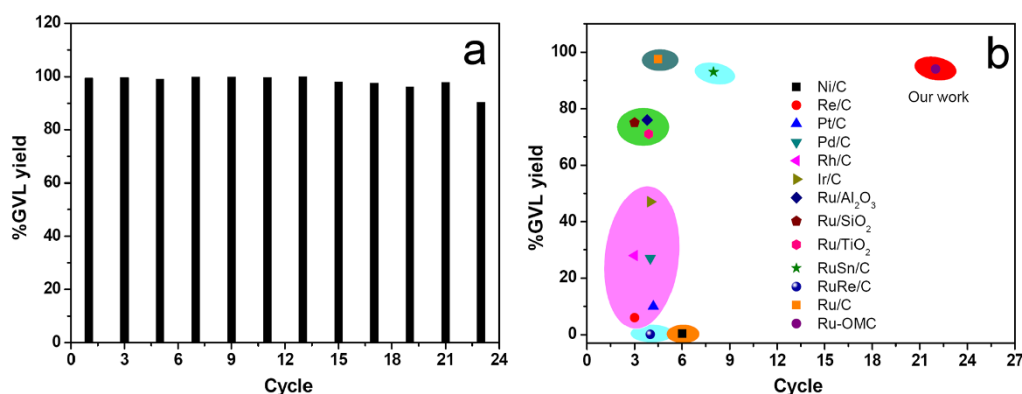 120
100
80
60
40
20
0
%GVL yield
a
0 3 6 9 12 15 18 21 24
Cycle
100
80
60
40
20
0
%GVL yield
b
Our work
Ni/C
Re/C
Pt/C
Pd/C
Rh/C
Ir/C
Ru/Al₂O₃
Ru/SiO₂
Ru/TiO₂
RuSn/C
RuRe/C
Ru/C
Ru-OMC
0 3 6 9 12 15 18 21 24 27
Cycle